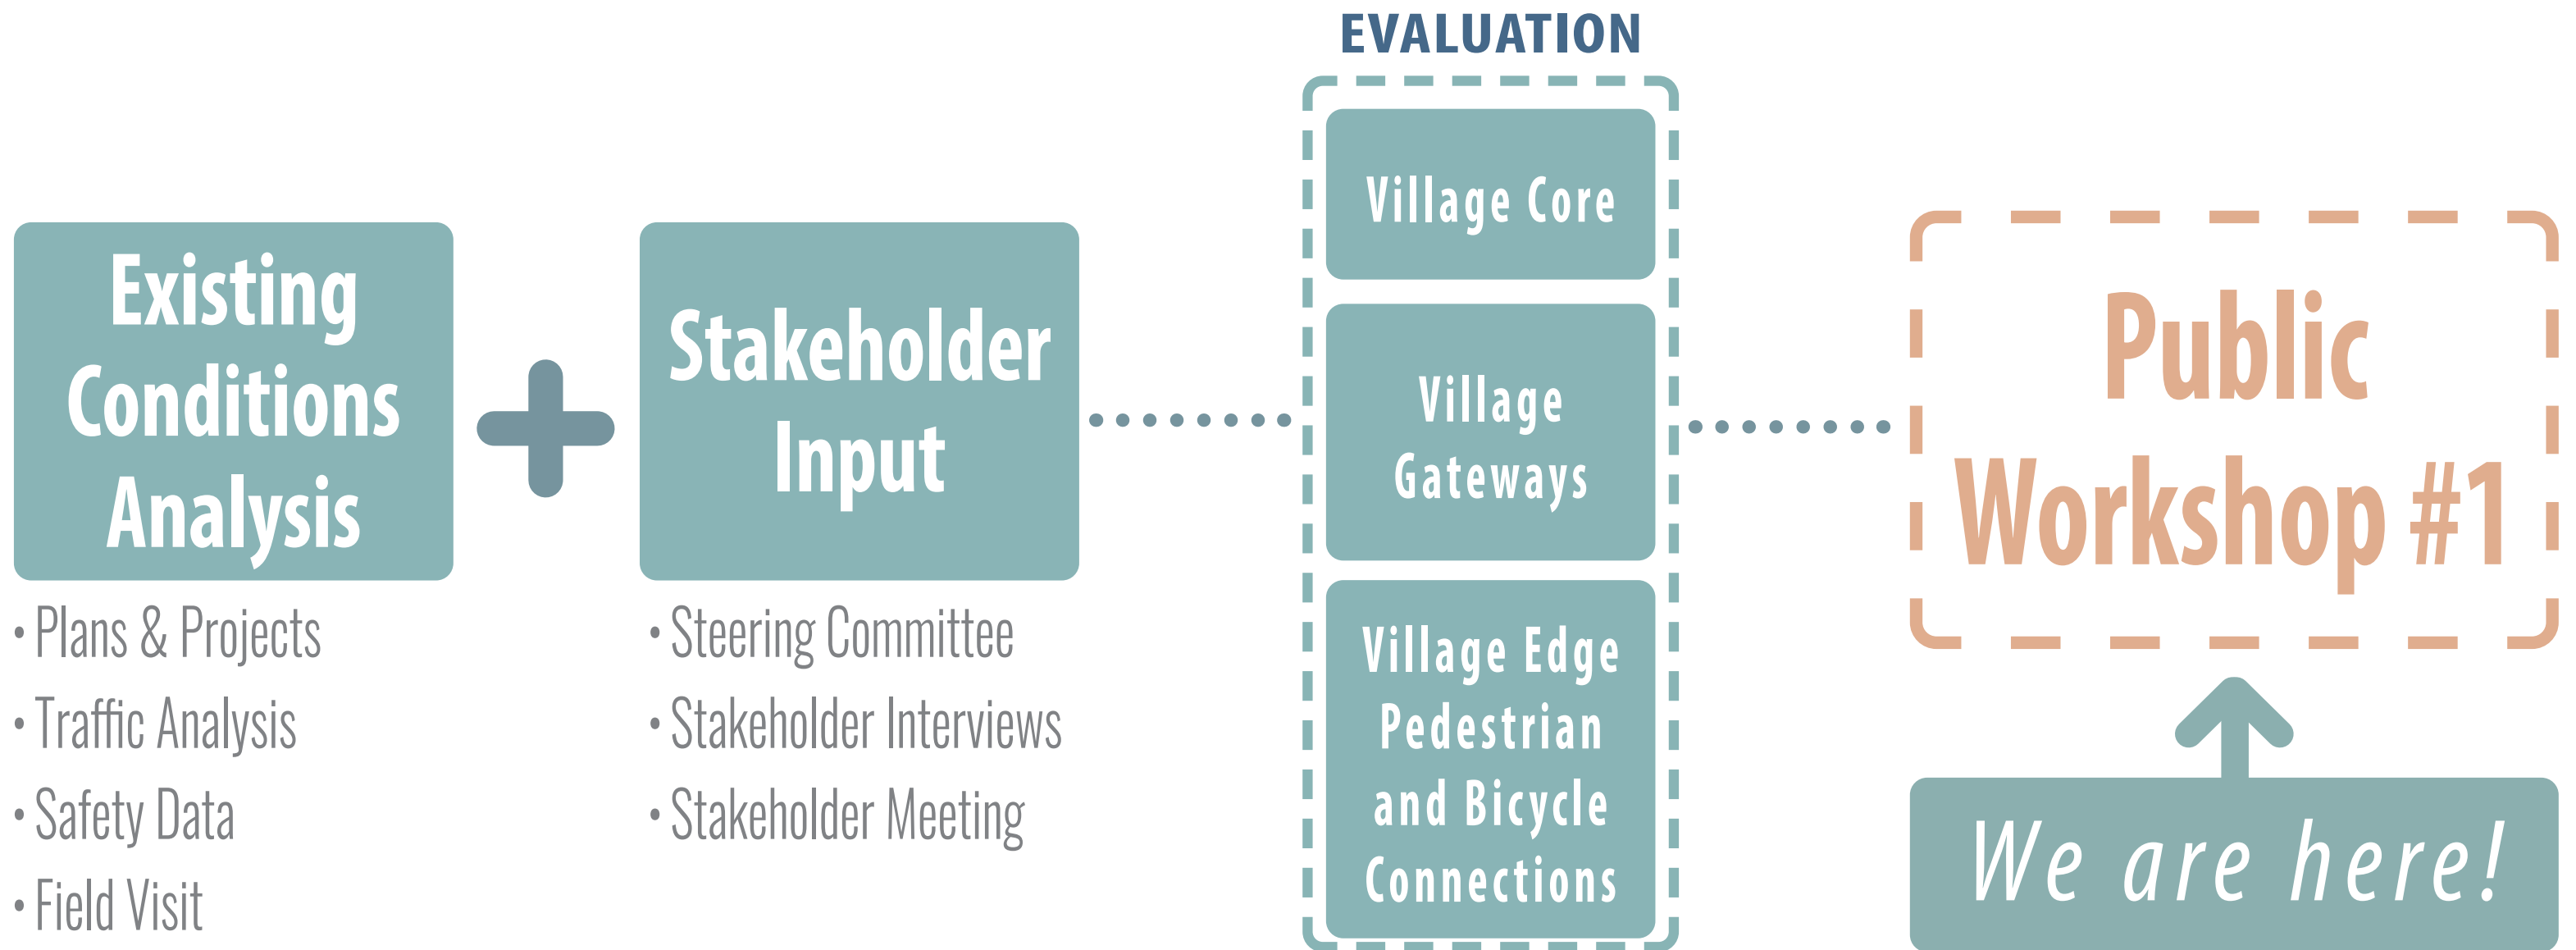 Existing
Conditions
Analysis
• Plans & Projects
• Traffic Analysis
• Safety Data
• Field Visit
Stakeholder
Input
• Steering Committee
• Stakeholder Interviews
• Stakeholder Meeting
EVALUATION
Village Core
Village
Gateways
Village Edge
Pedestrian
and Bicycle
Connections
Public
Workshop #1
We are here!